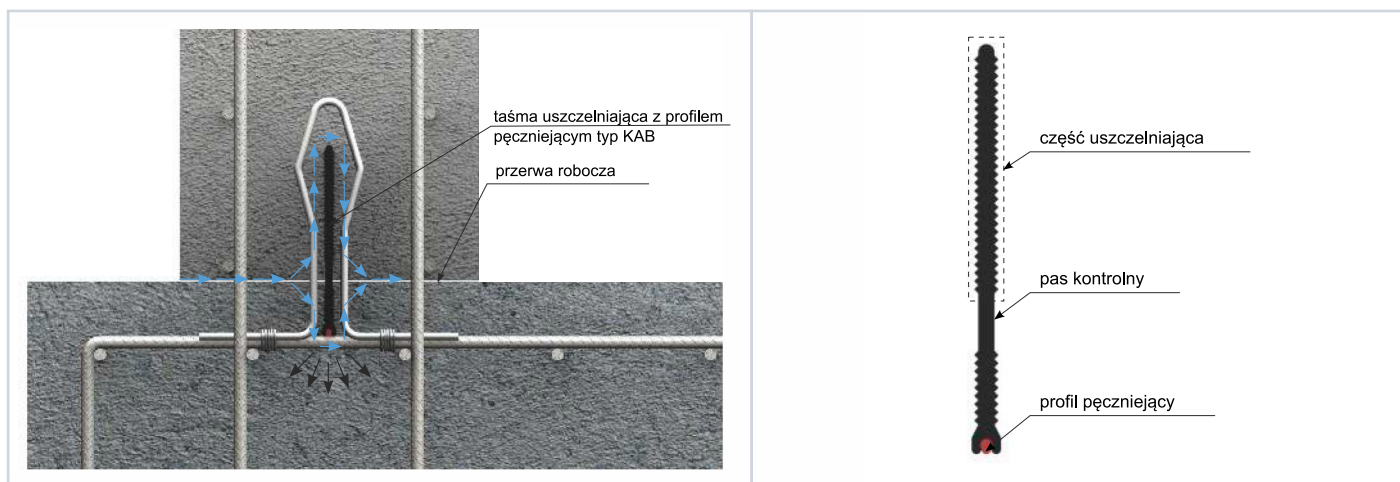 taśma uszczelniająca z profilem
pęczniejącym typ KAB
przerwa robocza
część uszczelniająca
pas kontrolny
profil pęczniejący